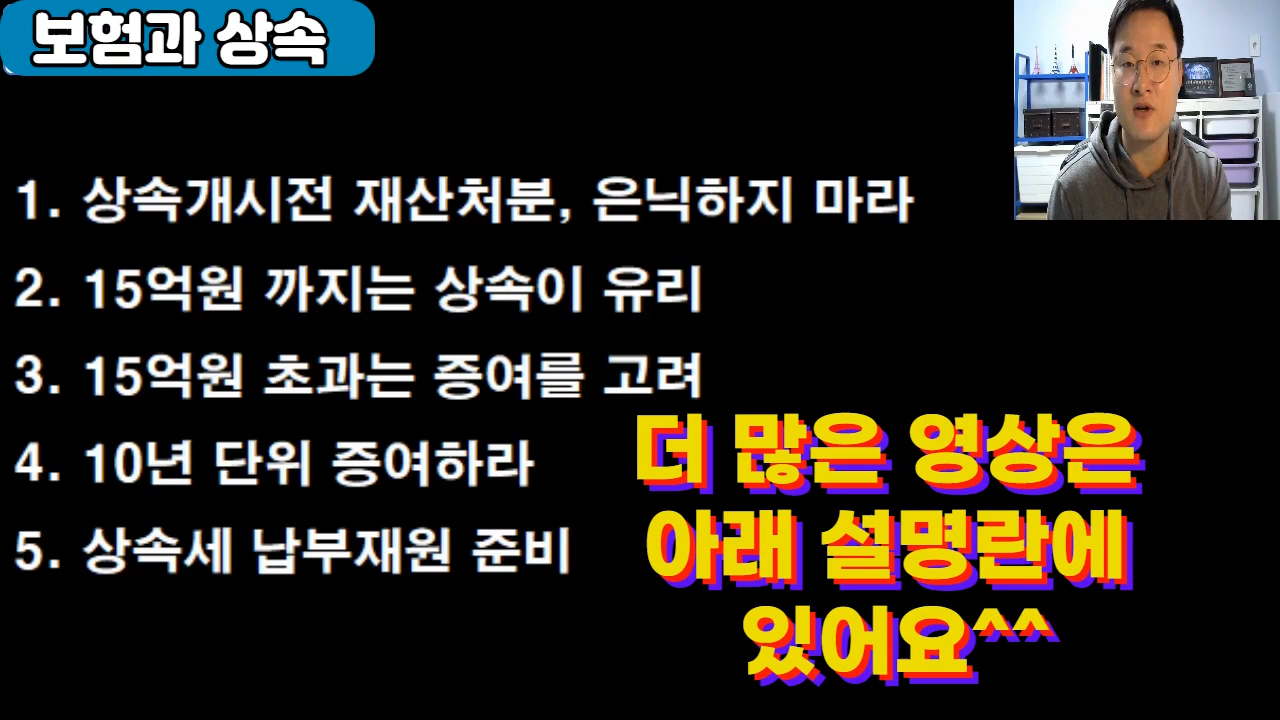 보험과 상속
1. 상속개시전 재산처분, 은닉하지 마라
2. 15억원 까지는 상속이 유리
3. 15억원 초과는 증여를 고려
4. 10년 단위 증여하라
5. 상속세 납부재원 준비
더 많은 영상은
아래 설명란에
있어요^^